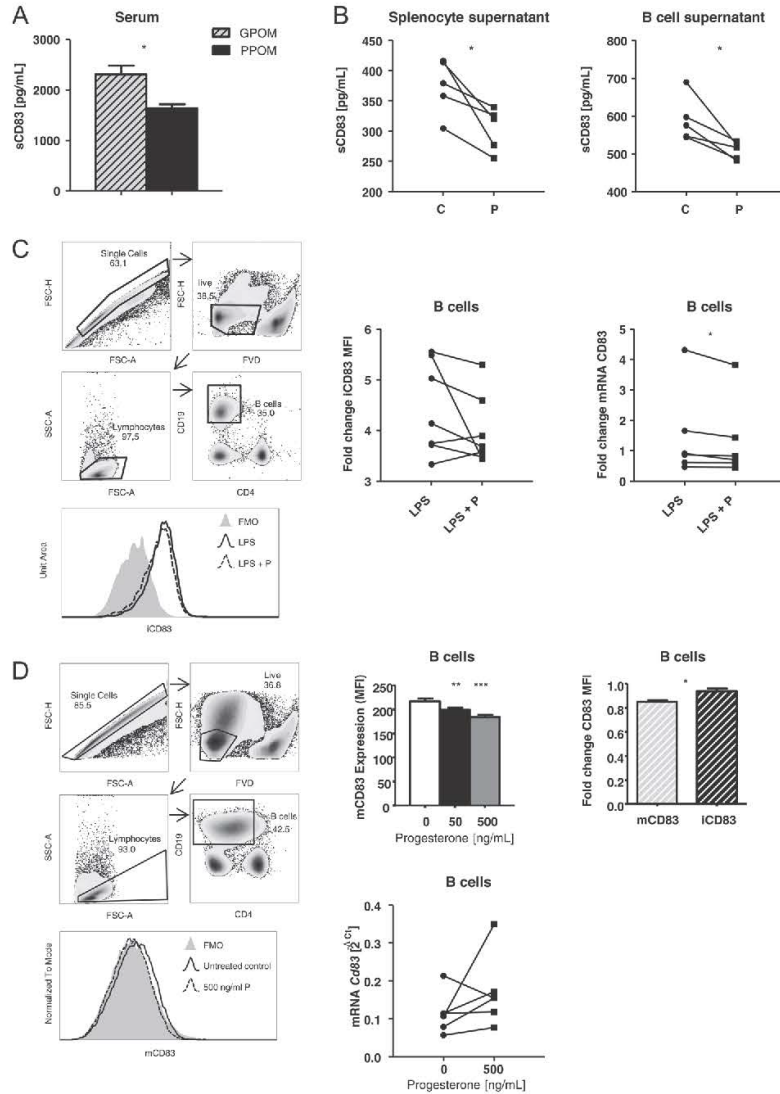 A
Serum
*
GPOM
PPOM
sCD83 [pg/mL]
3000
2000
1000
0
B
Splenocyte supernatant
*
sCD83 [pg/mL]
450
400
350
300
250
200
C P
B cell supernatant
*
sCD83 [pg/mL]
800
700
600
500
400
C P
C
Single Cells
63.1
FSC-H
FSC-A
live
38.5
FSC-H
FVD
Lymphocytes
97.5
SSC-A
FSC-A
B cells
35.0
CD19
CD4
FMO
LPS
LPS + P
Unit Area
iCD83
B cells
Fold change iCD83 MFI
6
5
4
3
LPS
LPS + P
B cells
*
Fold change mRNA CD83
5
4
3
2
1
0
LPS
LPS + P
D
Single Cells
85.5
FSC-H
FSC-A
Live
36.8
FSC-H
FVD
Lymphocytes
93.0
SSC-A
FSC-A
B cells
42.5
CD19
CD4
FMO
Untreated control
500 ng/ml P
Normalized To Mode
mCD83
B cells
** ***
mCD83 Expression (MFI)
250
200
150
100
50
0
0 50 500
Progesterone [ng/mL]
B cells
*
Fold change CD83 MFI
1.0
0.8
0.6
0.4
0.2
0.0
mCD83 iCD83
B cells
mRNA Cd83 [2-ΔCt]
0.4
0.3
0.2
0.1
0.0
0 500
Progesterone [ng/mL]